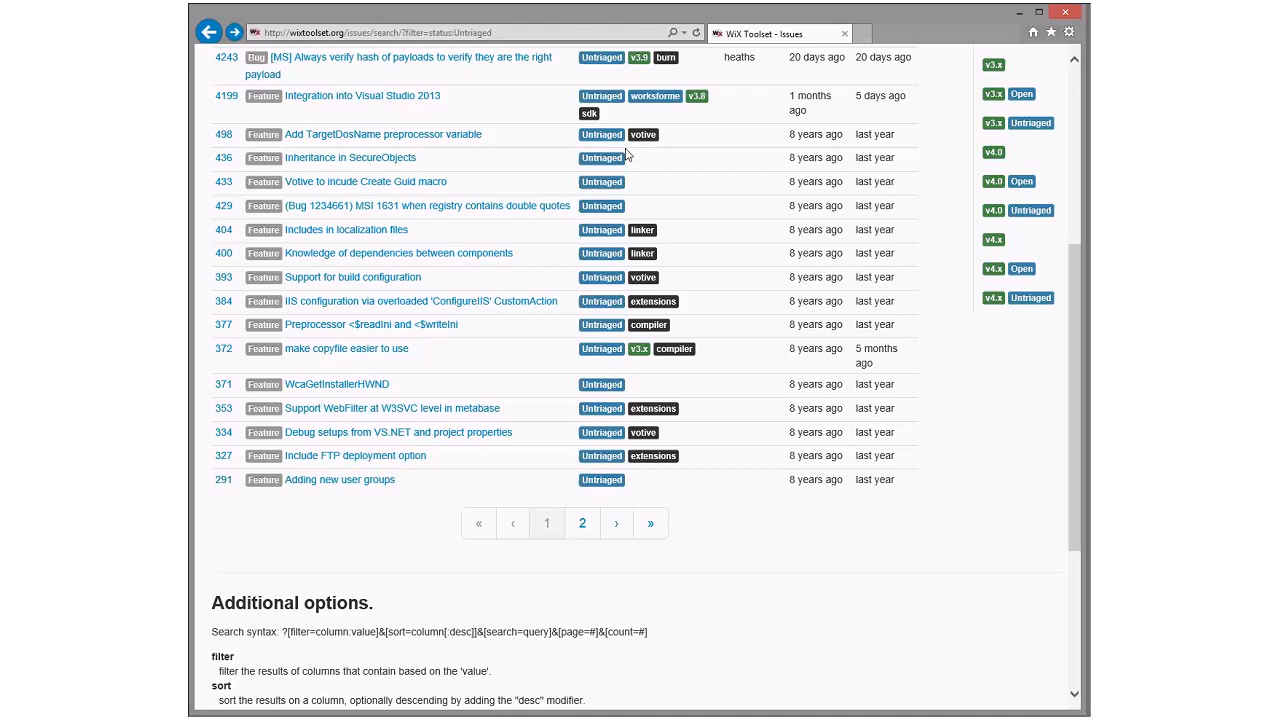 http://wixtoolset.org/issues/search/?filter=status:Untriaged
WiX Toolset - Issues
4243 Bug [MS] Always verify hash of payloads to verify they are the right payload Untriaged v3.9 burn heaths 20 days ago 20 days ago
4199 Feature Integration into Visual Studio 2013 Untriaged worksforme v3.8 sdk 1 months ago 5 days ago
498 Feature Add TargetDosName preprocessor variable Untriaged votive 8 years ago last year
436 Feature Inheritance in SecureObjects Untriaged 8 years ago last year
433 Feature Votive to incude Create Guid macro Untriaged 8 years ago last year
429 Feature (Bug 1234661) MSI 1631 when registry contains double quotes Untriaged 8 years ago last year
404 Feature Includes in localization files Untriaged linker 8 years ago last year
400 Feature Knowledge of dependencies between components Untriaged linker 8 years ago last year
393 Feature Support for build configuration Untriaged votive 8 years ago last year
384 Feature IIS configuration via overloaded 'ConfigureIIS' CustomAction Untriaged extensions 8 years ago last year
377 Feature Preprocessor <$readIni and <$writeIni Untriaged compiler 8 years ago last year
372 Feature make copyfile easier to use Untriaged v3.x compiler 8 years ago 5 months ago
371 Feature WcaGetInstallerHWND Untriaged 8 years ago last year
353 Feature Support WebFilter at W3SVC level in metabase Untriaged extensions 8 years ago last year
334 Feature Debug setups from VS.NET and project properties Untriaged votive 8 years ago last year
327 Feature Include FTP deployment option Untriaged extensions 8 years ago last year
291 Feature Adding new user groups Untriaged 8 years ago last year
« ‹ 1 2 › »
v3.x
v3.x Open
v3.x Untriaged
v4.0
v4.0 Open
v4.0 Untriaged
v4.x
v4.x Open
v4.x Untriaged
Additional options.
Search syntax: ?[filter=column:value]&[sort=column[:desc]]&[search=query]&[page=#]&[count=#]
filter
filter the results of columns that contain based on the 'value'.
sort
sort the results on a column, optionally descending by adding the "desc" modifier.